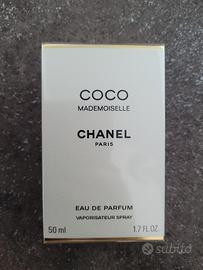 COCO
MADEMOISELLE
CHANEL
PARIS
EAU DE PARFUM
VAPORISATEUR SPRAY
50 ml
1.7 FL.OZ.
subito